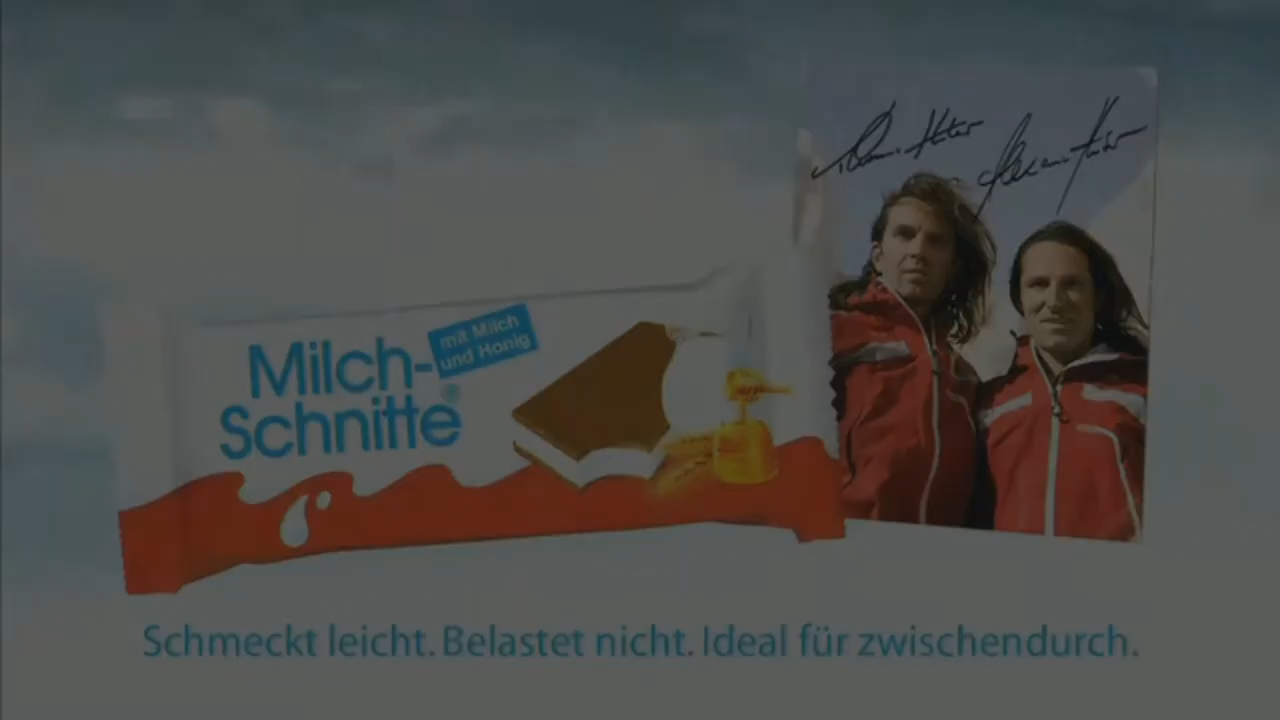 Milch-
Schnitte®
mit Milch
und Honig
Schmeckt leicht. Belastet nicht. Ideal für zwischendurch.